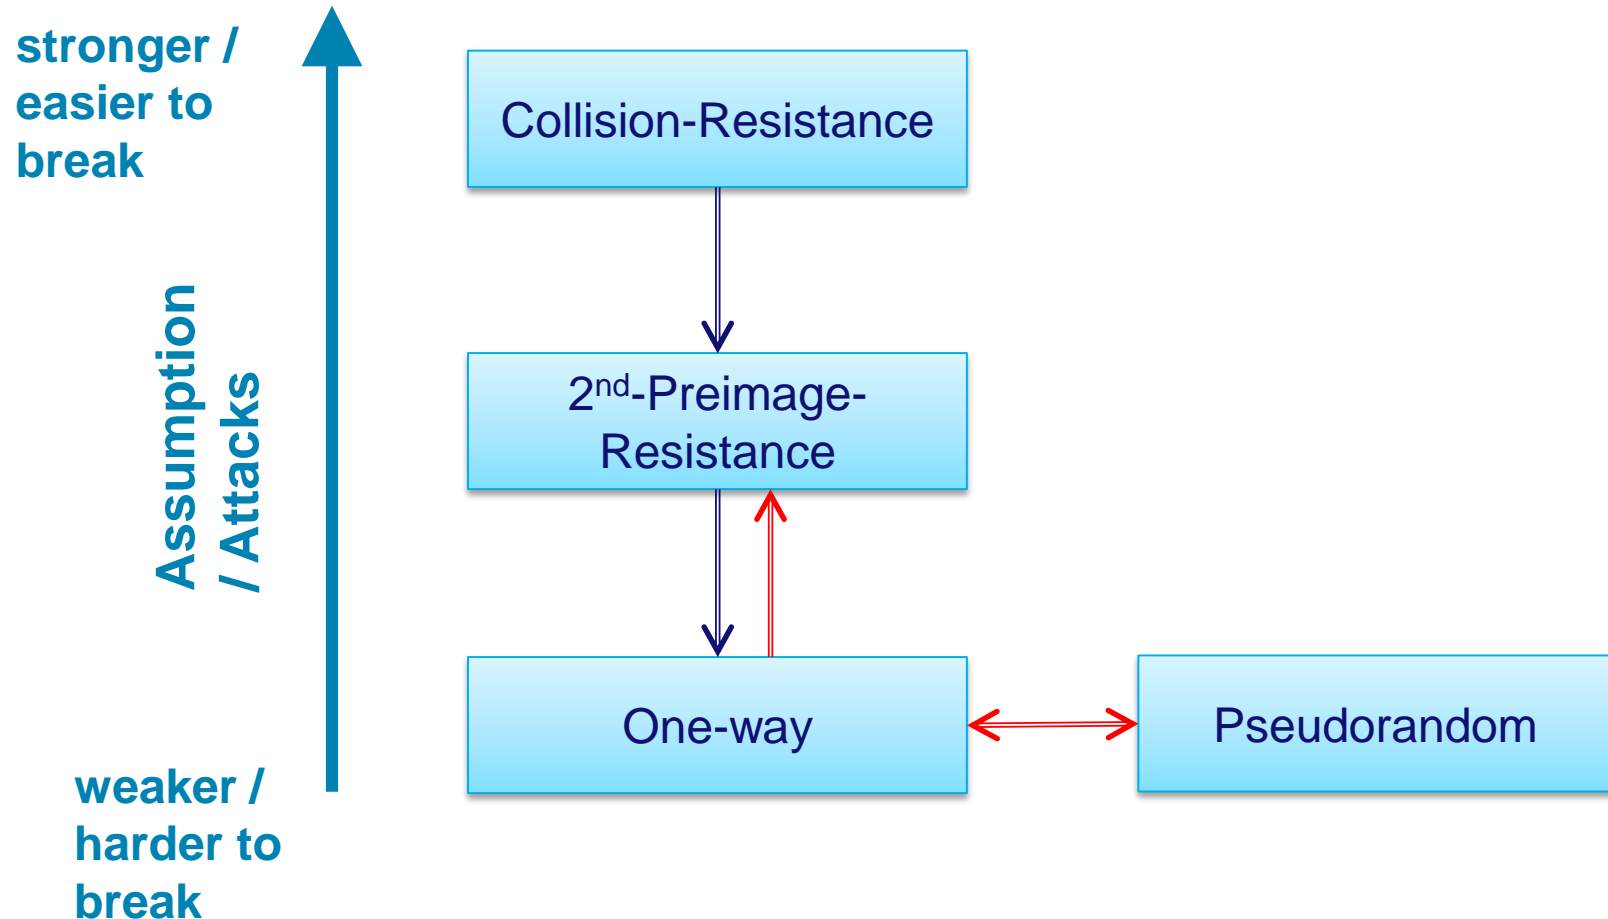 stronger /
easier to
break
Collision-Resistance
Assumption
/ Attacks
2nd-Preimage-
Resistance
One-way
Pseudorandom
weaker /
harder to
break